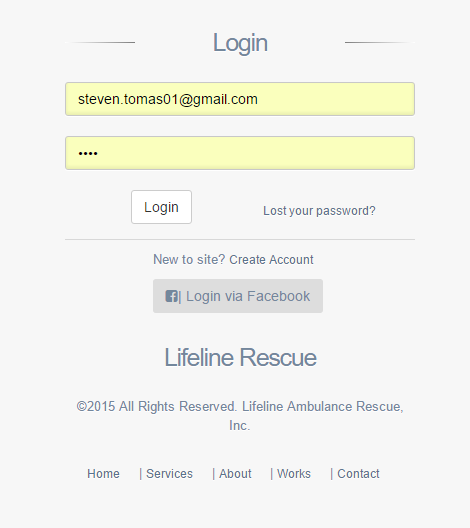 Login
steven.tomas01@gmail.com
••••
Login
Lost your password?
New to site? Create Account
| Login via Facebook
Lifeline Rescue
©2015 All Rights Reserved. Lifeline Ambulance Rescue,
Inc.
Home | Services | About | Works | Contact